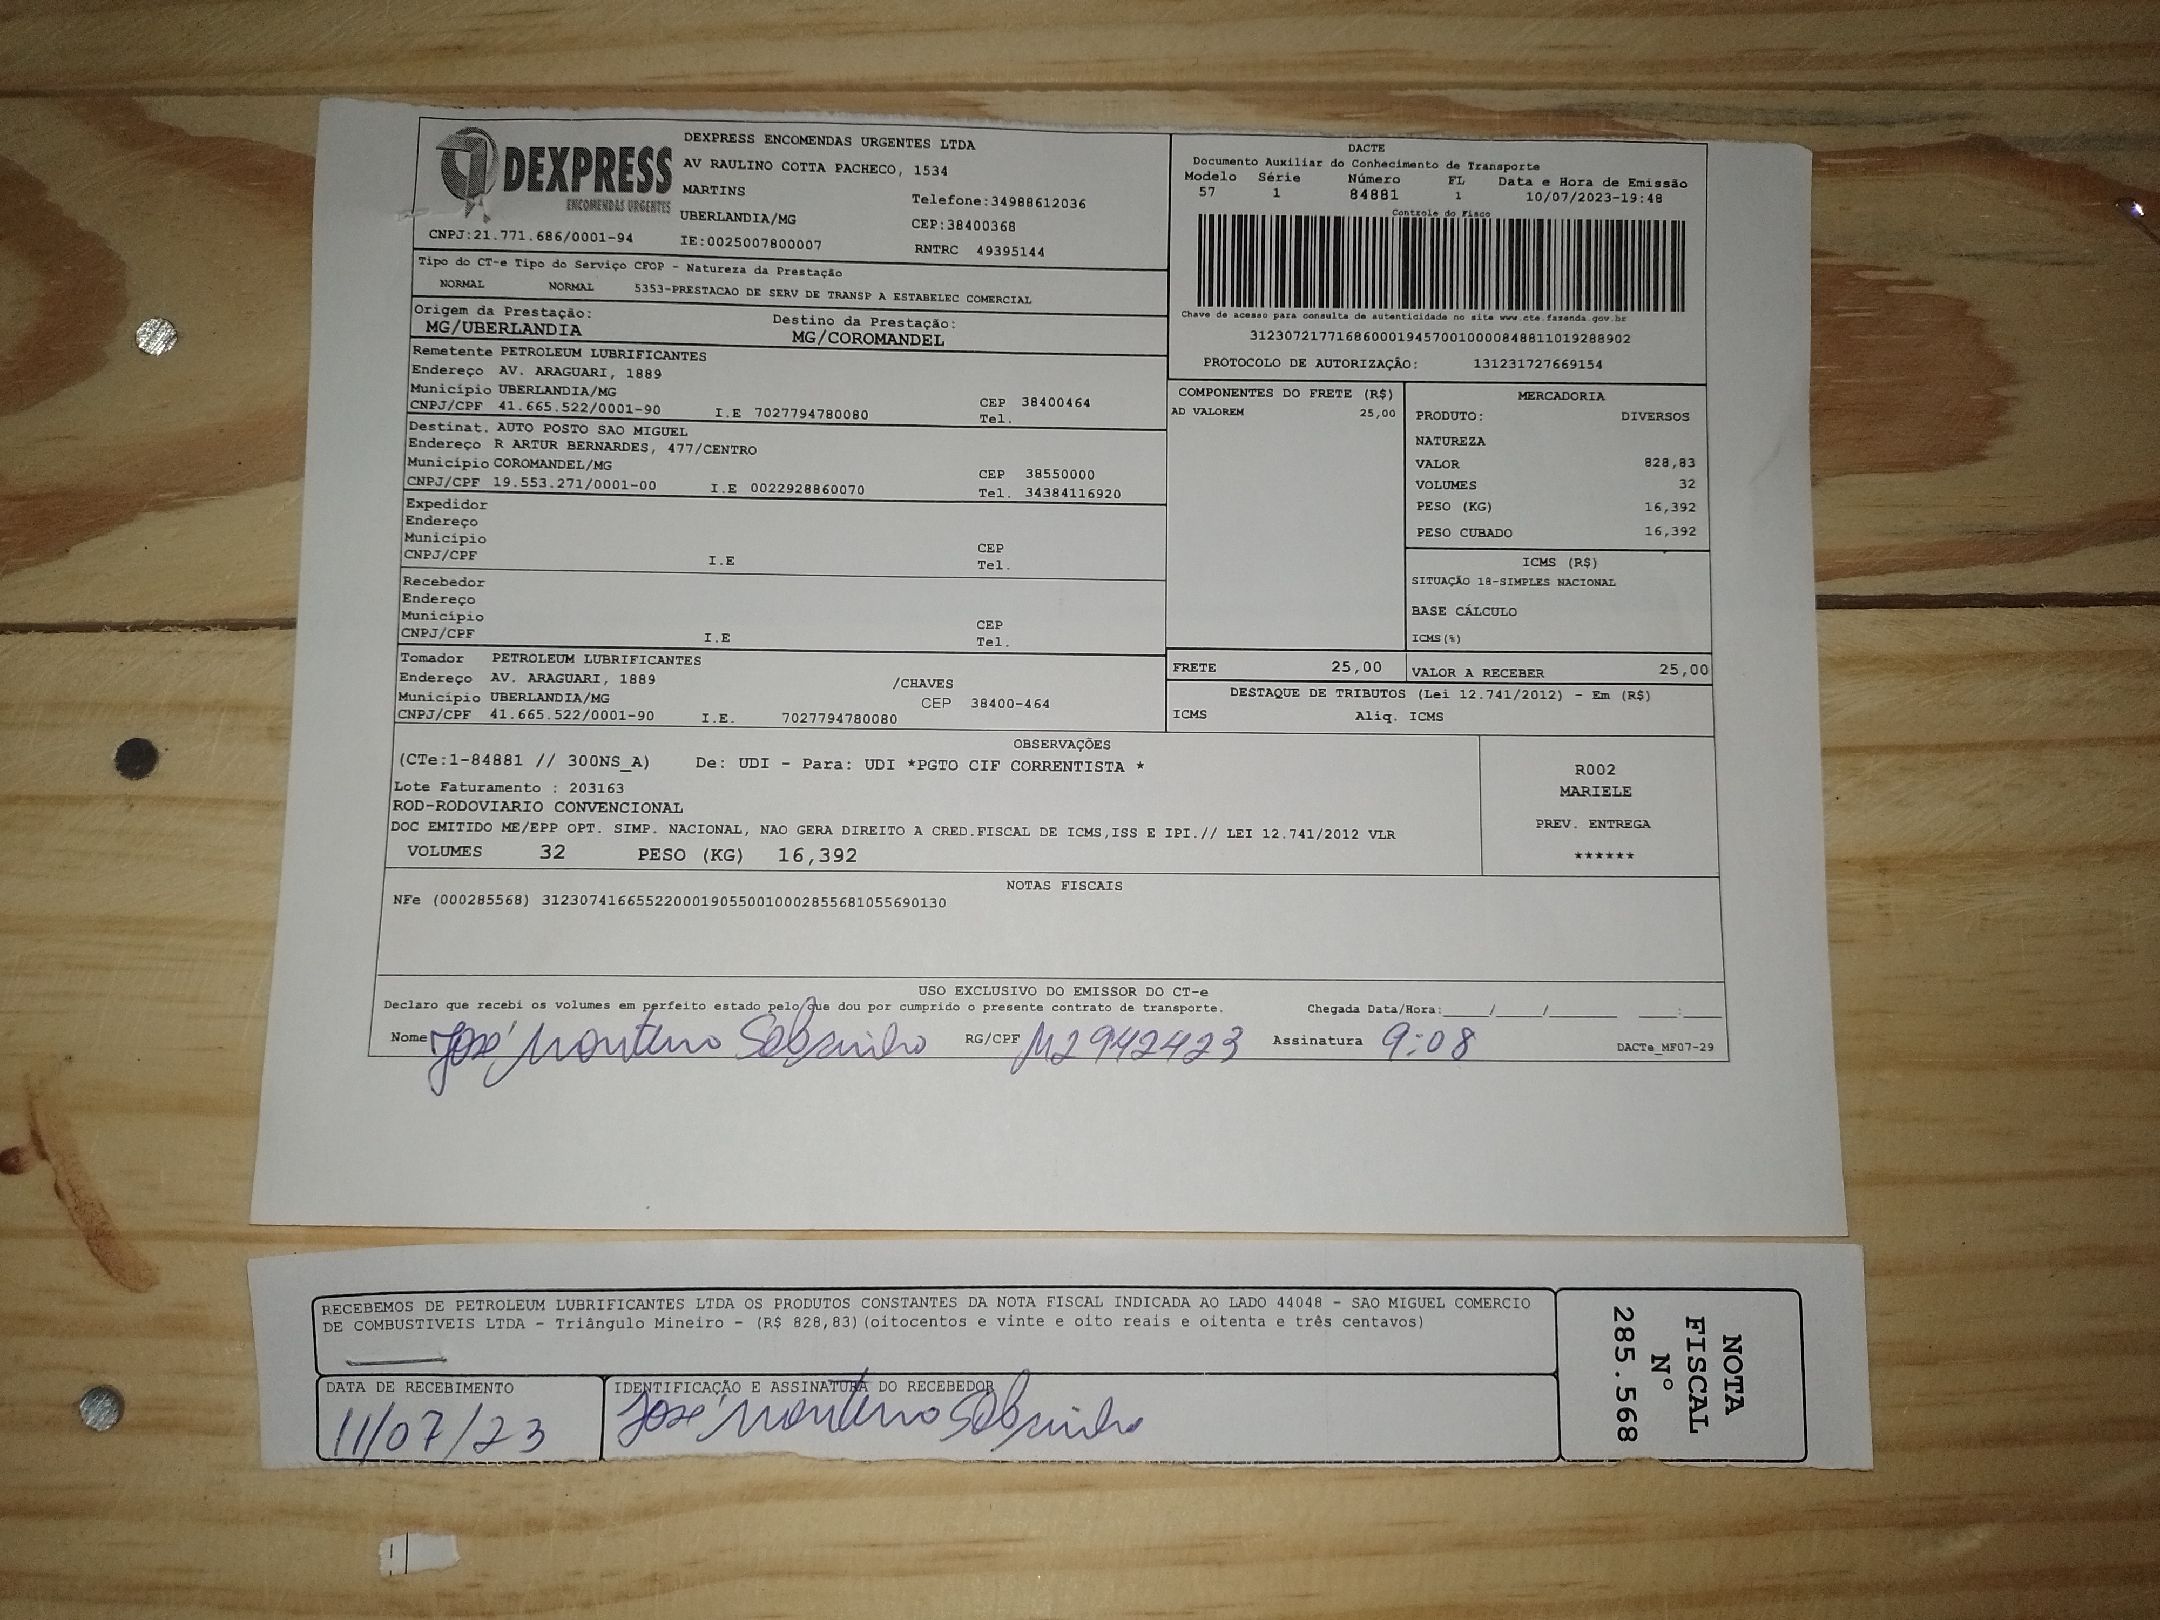 DEXPRESS
ENCOMENDAS URGENTES
CNPJ:21.771.686/0001-94
DEXPRESS ENCOMENDAS URGENTES LTDA
AV RAULINO COTTA PACHECO, 1534
MARTINS
Telefone:34988612036
UBERLANDIA/MG
CEP:38400368
IE:0025007800007
RNTRC 49395144
DACTE
Documento Auxiliar do Conhecimento de Transporte
Modelo Série Número FL Data e Hora de Emissão
57 1 84881 1 10/07/2023-19:48
Controle do Fisco
Chave de acesso para consulta de autenticidade no site www.cte.fazenda.gov.br
31230721771686000194570010000848811019288902
PROTOCOLO DE AUTORIZAÇÃO: 131231727669154
Tipo do CT-e Tipo do Serviço CFOP - Natureza da Prestação
NORMAL NORMAL 5353-PRESTACAO DE SERV DE TRANSP A ESTABELEC COMERCIAL
Origem da Prestação: Destino da Prestação:
MG/UBERLANDIA MG/COROMANDEL
Remetente PETROLEUM LUBRIFICANTES
Endereço AV. ARAGUARI, 1889
Município UBERLANDIA/MG CEP 38400464
CNPJ/CPF 41.665.522/0001-90 I.E 7027794780080 Tel.
Destinat. AUTO POSTO SAO MIGUEL
Endereço R ARTUR BERNARDES, 477/CENTRO
Município COROMANDEL/MG CEP 38550000
CNPJ/CPF 19.553.271/0001-00 I.E 0022928860070 Tel. 34384116920
Expedidor
Endereço
Município CEP
CNPJ/CPF I.E Tel.
Recebedor
Endereço
Município CEP
CNPJ/CPF I.E Tel.
Tomador PETROLEUM LUBRIFICANTES
Endereço AV. ARAGUARI, 1889 /CHAVES
Município UBERLANDIA/MG CEP 38400-464
CNPJ/CPF 41.665.522/0001-90 I.E. 7027794780080
COMPONENTES DO FRETE (R$)
AD VALOREM 25,00
MERCADORIA
PRODUTO: DIVERSOS
NATUREZA
VALOR 828,83
VOLUMES 32
PESO (KG) 16,392
PESO CUBADO 16,392
ICMS (R$)
SITUAÇÃO 18-SIMPLES NACIONAL
BASE CÁLCULO
ICMS(%)
FRETE 25,00 VALOR A RECEBER 25,00
DESTAQUE DE TRIBUTOS (Lei 12.741/2012) - Em (R$)
ICMS Aliq. ICMS
OBSERVAÇÕES
(CTe:1-84881 // 300NS_A) De: UDI - Para: UDI *PGTO CIF CORRENTISTA *
Lote Faturamento : 203163
ROD-RODOVIARIO CONVENCIONAL
DOC EMITIDO ME/EPP OPT. SIMP. NACIONAL, NAO GERA DIREITO A CRED.FISCAL DE ICMS,ISS E IPI.// LEI 12.741/2012 VLR
VOLUMES 32 PESO (KG) 16,392
R002
MARIELE
PREV. ENTREGA
******
NOTAS FISCAIS
NFe (000285568) 31230741665522000190550010002855681055690130
USO EXCLUSIVO DO EMISSOR DO CT-e
Declaro que recebi os volumes em perfeito estado pelo que dou por cumprido o presente contrato de transporte. Chegada Data/Hora:____/____/______ ___:___
Nome José Monteiro Sobrinho RG/CPF M2942423 Assinatura 9:08 DACTe_MF07-29
RECEBEMOS DE PETROLEUM LUBRIFICANTES LTDA OS PRODUTOS CONSTANTES DA NOTA FISCAL INDICADA AO LADO 44048 - SAO MIGUEL COMERCIO
DE COMBUSTIVEIS LTDA - Triângulo Mineiro - (R$ 828,83)(oitocentos e vinte e oito reais e oitenta e três centavos)
DATA DE RECEBIMENTO
11/07/23
IDENTIFICAÇÃO E ASSINATURA DO RECEBEDOR
José Monteiro Sobrinho
NOTA
FISCAL
Nº
285.568